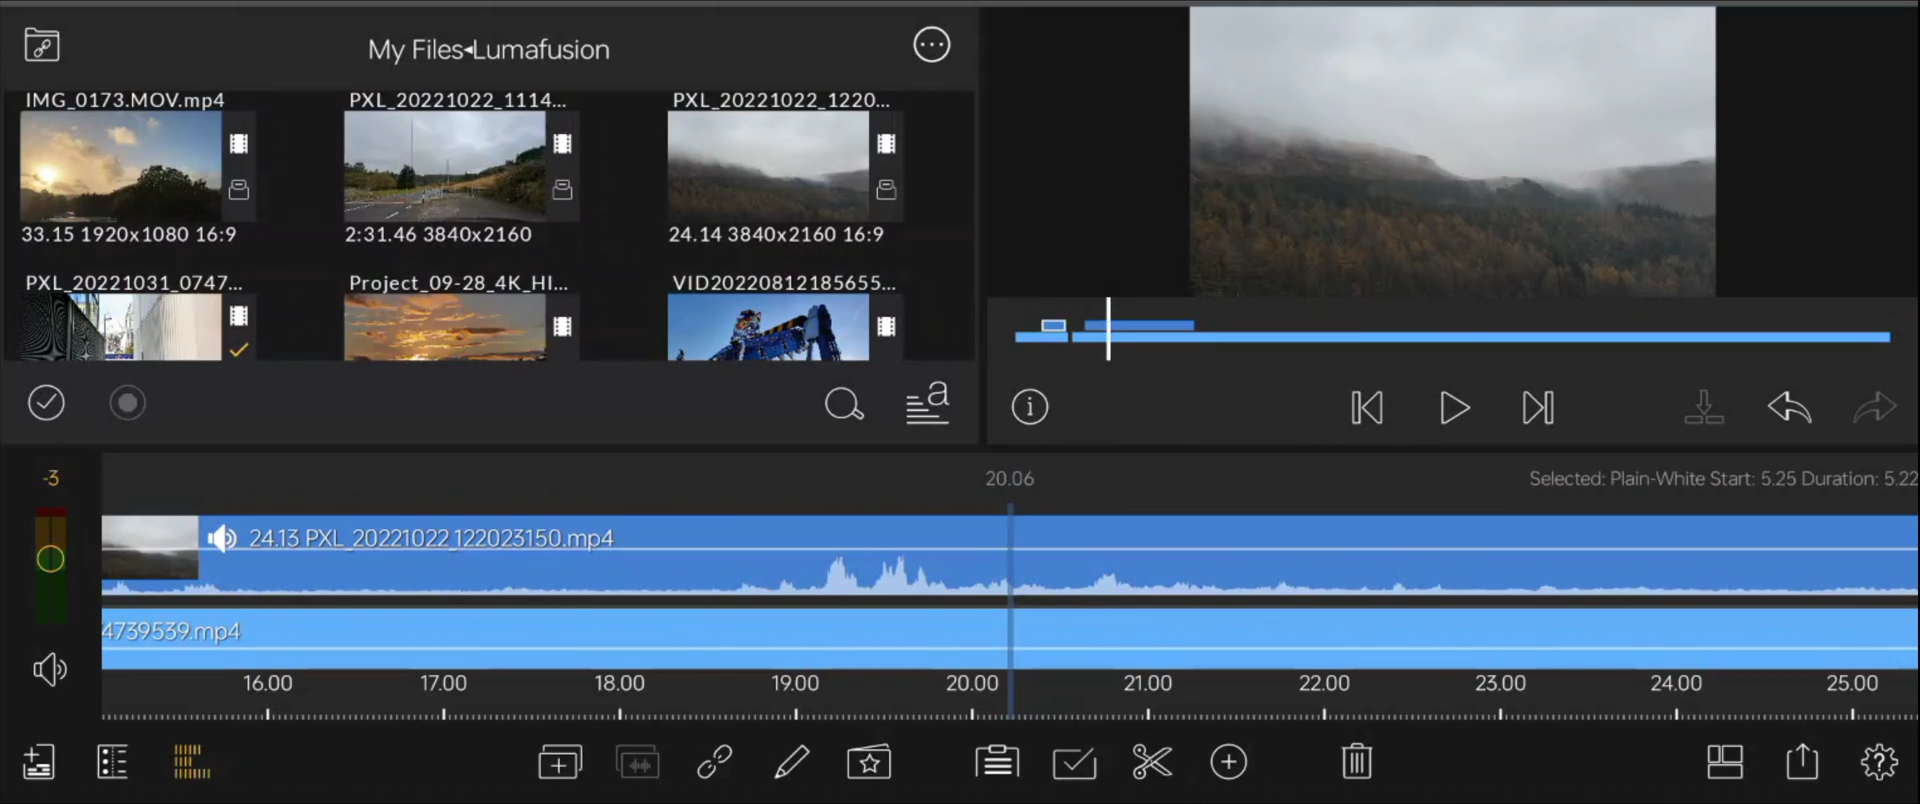 My Files◂Lumafusion
IMG_0173.MOV.mp4
PXL_20221022_1114...
PXL_20221022_1220...
33.15 1920x1080 16:9
2:31.46 3840x2160
24.14 3840x2160 16:9
PXL_20221031_0747...
Project_09-28_4K_HI...
VID20220812185655...
a
i
-3
20.06
Selected: Plain-White Start: 5.25 Duration: 5.22
24.13 PXL_20221022_122023150.mp4
4739539.mp4
16.00 17.00 18.00 19.00 20.00 21.00 22.00 23.00 24.00 25.00
?